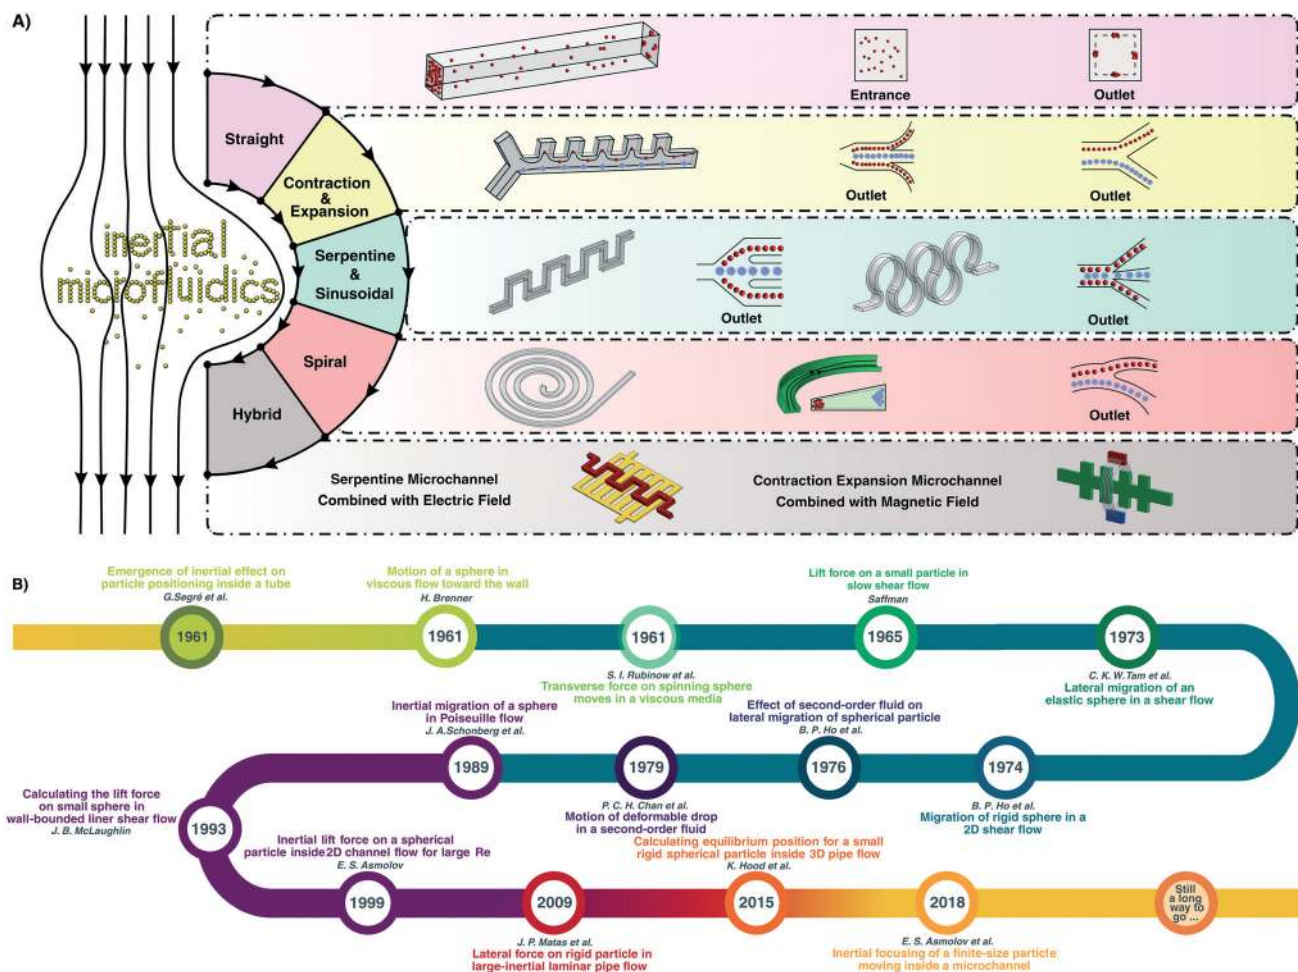 A)
Straight
Contraction
&
Expansion
Serpentine
&
Sinusoidal
Spiral
Hybrid
inertial
microfluidics
Entrance
Outlet
Outlet
Outlet
Outlet
Outlet
Outlet
Serpentine Microchannel
Combined with Electric Field
Contraction Expansion Microchannel
Combined with Magnetic Field
B)
Emergence of inertial effect on
particle positioning inside a tube
G.Segré et al.
1961
Motion of a sphere in
viscous flow toward the wall
H. Brenner
1961
1961
S. I. Rubinow et al.
Transverse force on spinning sphere
moves in a viscous media
Lift force on a small particle in
slow shear flow
Saffman
1965
1973
C. K. W.Tam et al.
Lateral migration of an
elastic sphere in a shear flow
1974
B. P. Ho et al.
Migration of rigid sphere in a
2D shear flow
Effect of second-order fluid on
lateral migration of spherical particle
B. P. Ho et al.
1976
1979
P. C. H. Chan et al.
Motion of deformable drop
in a second-order fluid
Inertial migration of a sphere
in Poiseuille flow
J. A.Schonberg et al.
1989
Calculating the lift force
on small sphere in
wall-bounded liner shear flow
J. B. McLaughlin
1993
Inertial lift force on a spherical
particle inside2D channel flow for large Re
E. S. Asmolov
1999
2009
J. P. Matas et al.
Lateral force on rigid particle in
large-inertial laminar pipe flow
Calculating equilibrium position for a small
rigid spherical particle inside 3D pipe flow
K. Hood et al.
2015
2018
E. S. Asmolov et al.
Inertial focusing of a finite-size particle
moving inside a microchannel
Still
a long
way to
go ...